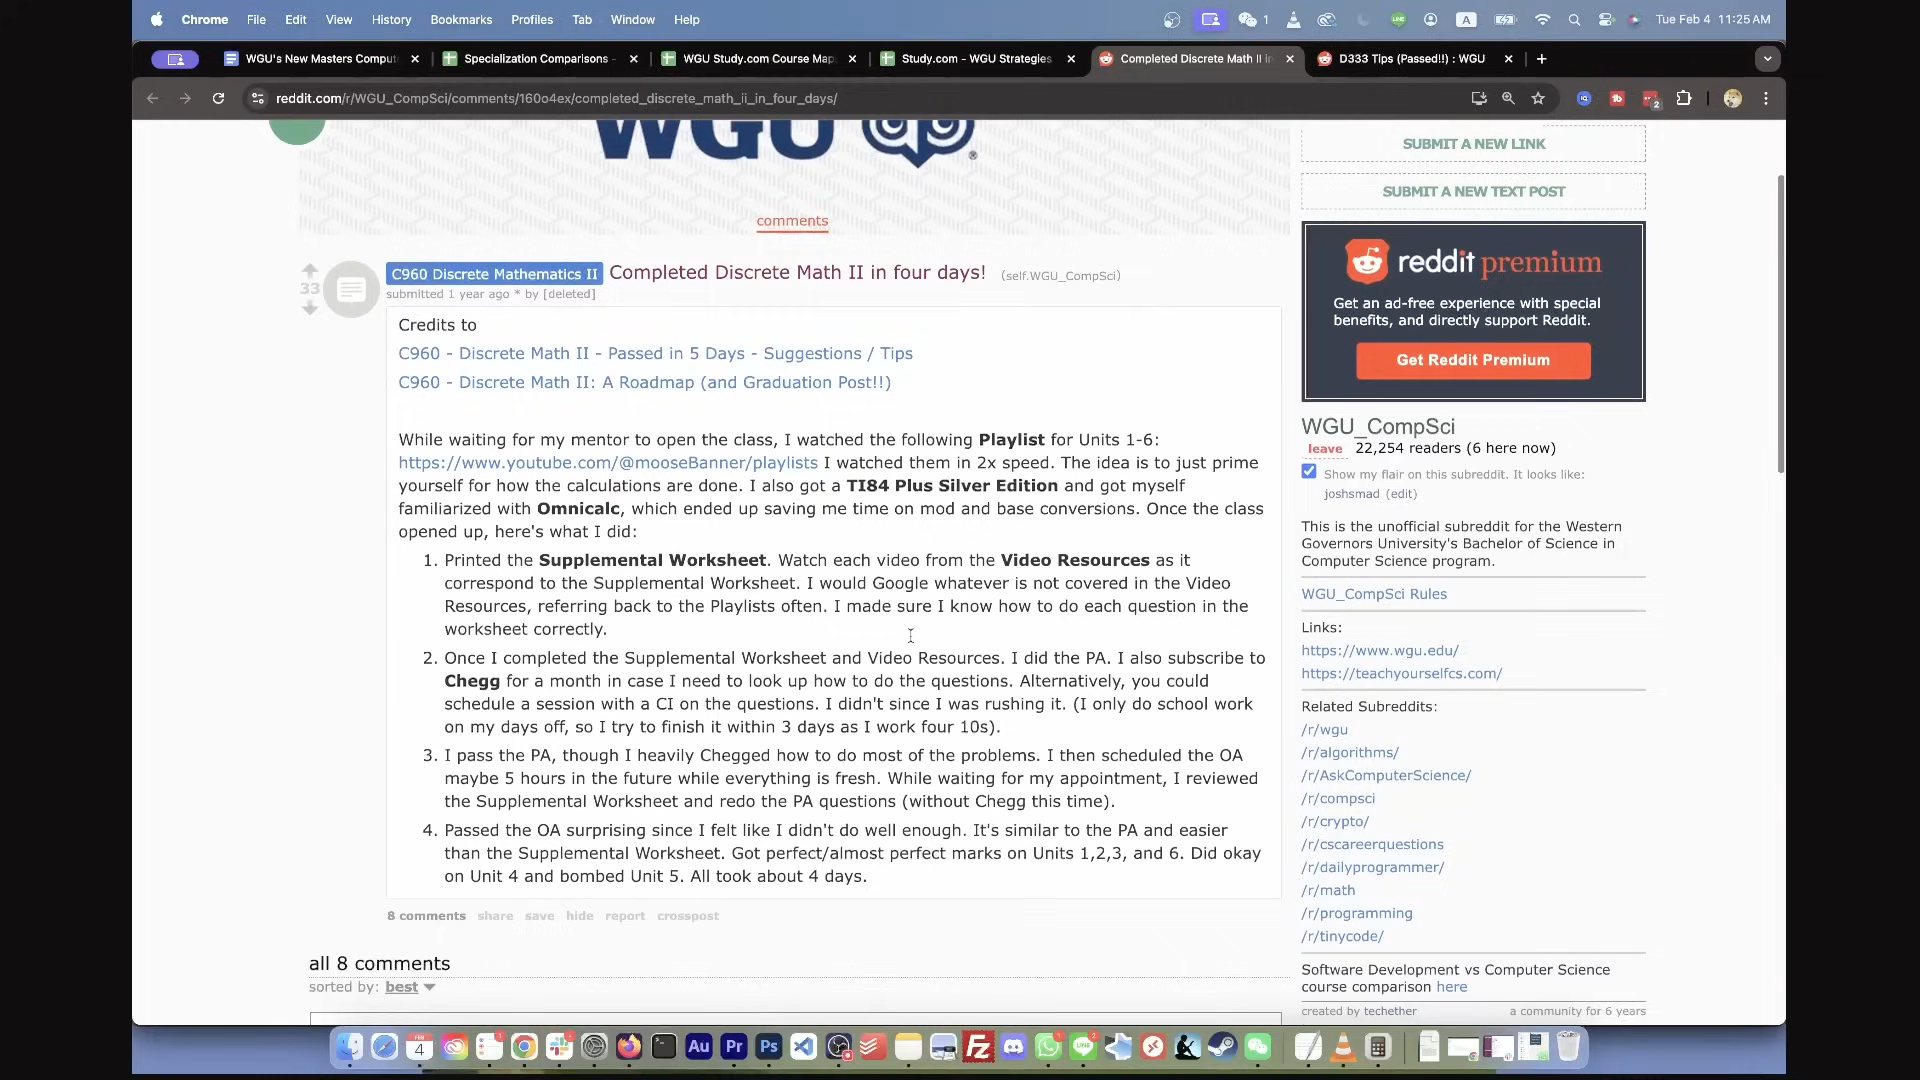 Chrome File Edit View History Bookmarks Profiles Tab Window Help 1 A Tue Feb 4 11:25 AM
WGU's New Masters Comput Specialization Comparisons - WGU Study.com Course Map Study.com - WGU Strategies Completed Discrete Math II in D333 Tips (Passed!!) : WGU
reddit.com/r/WGU_CompSci/comments/160o4ex/completed_discrete_math_ii_in_four_days/
WGU
comments
33
C960 Discrete Mathematics II Completed Discrete Math II in four days! (self.WGU_CompSci)
submitted 1 year ago * by [deleted]
Credits to
C960 - Discrete Math II - Passed in 5 Days - Suggestions / Tips
C960 - Discrete Math II: A Roadmap (and Graduation Post!!)
While waiting for my mentor to open the class, I watched the following Playlist for Units 1-6:
https://www.youtube.com/@mooseBanner/playlists I watched them in 2x speed. The idea is to just prime
yourself for how the calculations are done. I also got a TI84 Plus Silver Edition and got myself
familiarized with Omnicalc, which ended up saving me time on mod and base conversions. Once the class
opened up, here's what I did:
1. Printed the Supplemental Worksheet. Watch each video from the Video Resources as it
correspond to the Supplemental Worksheet. I would Google whatever is not covered in the Video
Resources, referring back to the Playlists often. I made sure I know how to do each question in the
worksheet correctly.
2. Once I completed the Supplemental Worksheet and Video Resources. I did the PA. I also subscribe to
Chegg for a month in case I need to look up how to do the questions. Alternatively, you could
schedule a session with a CI on the questions. I didn't since I was rushing it. (I only do school work
on my days off, so I try to finish it within 3 days as I work four 10s).
3. I pass the PA, though I heavily Chegged how to do most of the problems. I then scheduled the OA
maybe 5 hours in the future while everything is fresh. While waiting for my appointment, I reviewed
the Supplemental Worksheet and redo the PA questions (without Chegg this time).
4. Passed the OA surprising since I felt like I didn't do well enough. It's similar to the PA and easier
than the Supplemental Worksheet. Got perfect/almost perfect marks on Units 1,2,3, and 6. Did okay
on Unit 4 and bombed Unit 5. All took about 4 days.
8 comments share save hide report crosspost
all 8 comments
sorted by: best
SUBMIT A NEW LINK
SUBMIT A NEW TEXT POST
reddit premium
Get an ad-free experience with special
benefits, and directly support Reddit.
Get Reddit Premium
WGU_CompSci
leave 22,254 readers (6 here now)
Show my flair on this subreddit. It looks like:
joshsmad (edit)
This is the unofficial subreddit for the Western
Governors University's Bachelor of Science in
Computer Science program.
WGU_CompSci Rules
Links:
https://www.wgu.edu/
https://teachyourselfcs.com/
Related Subreddits:
/r/wgu
/r/algorithms/
/r/AskComputerScience/
/r/compsci
/r/crypto/
/r/cscareerquestions
/r/dailyprogrammer/
/r/math
/r/programming
/r/tinycode/
Software Development vs Computer Science
course comparison here
created by techether a community for 6 years
FEB
4 Au Pr Ps Fz